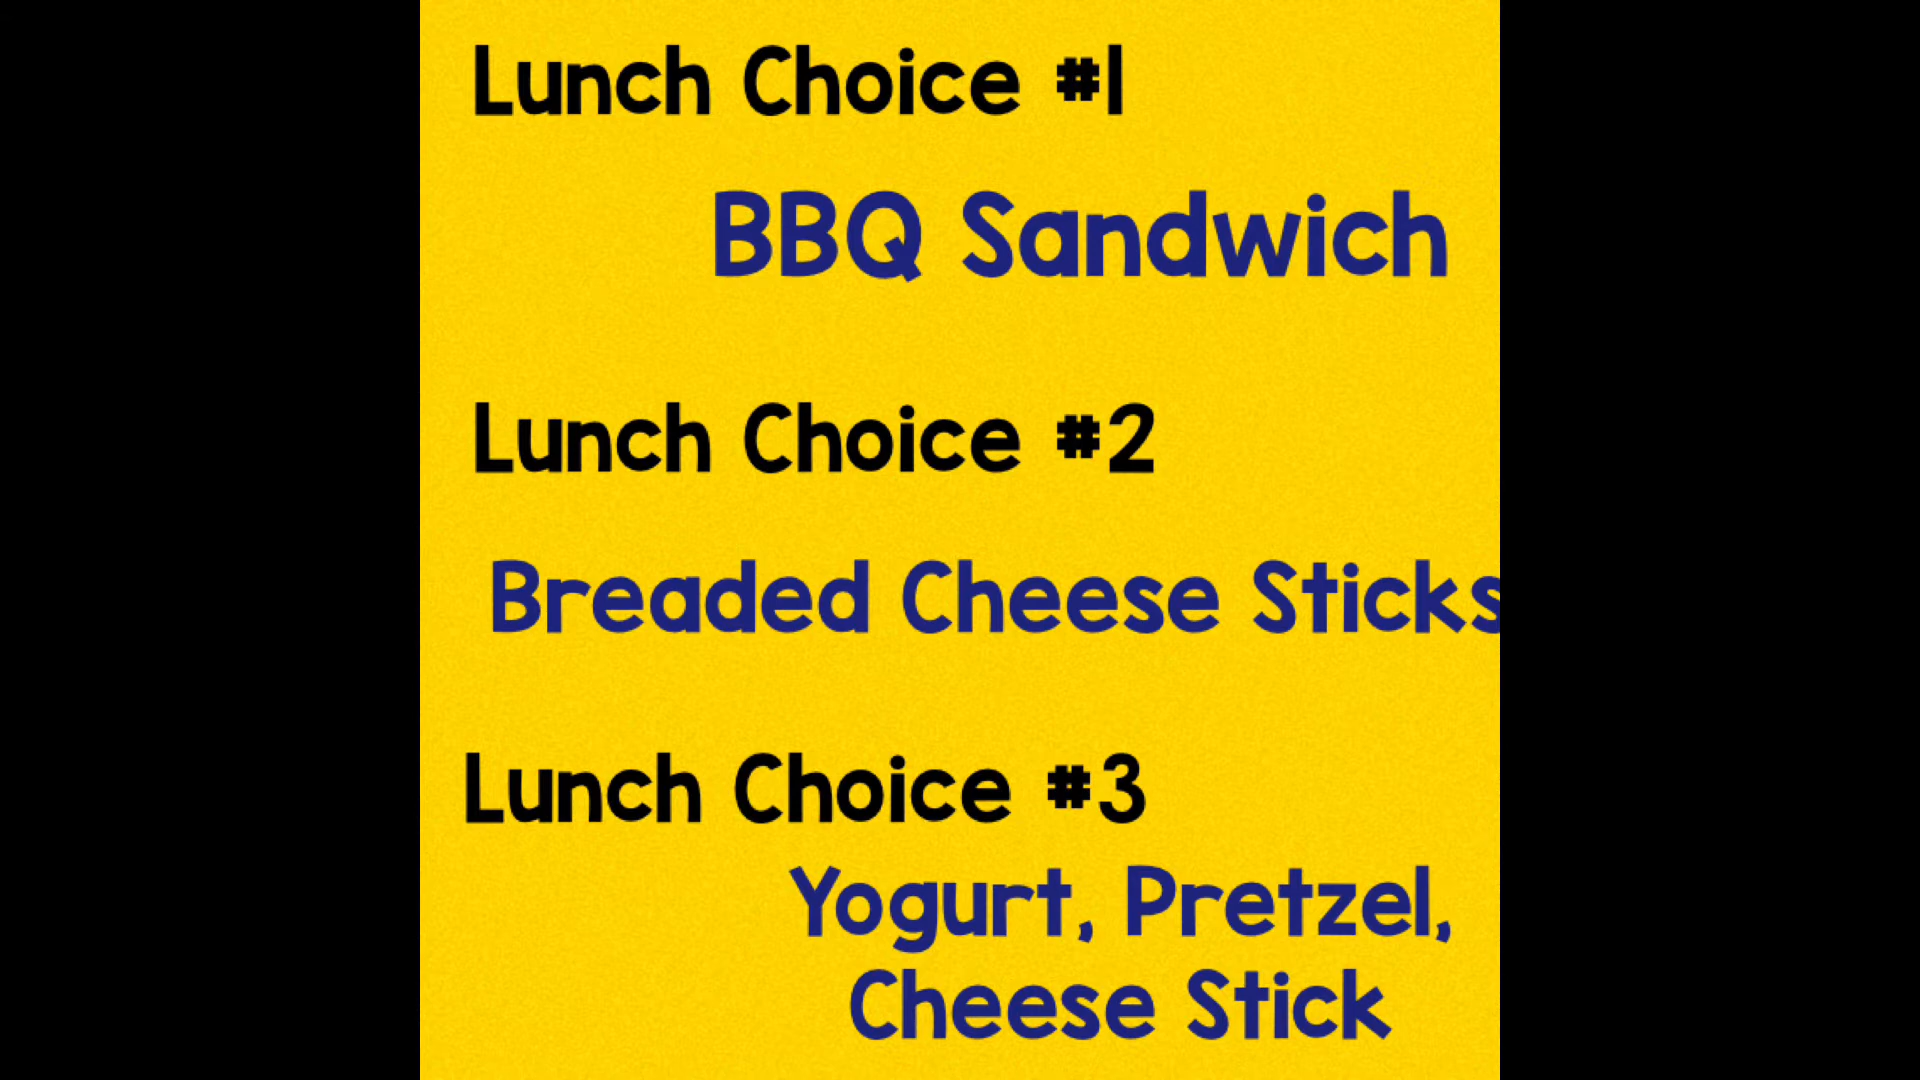 Lunch Choice #1
BBQ Sandwich
Lunch Choice #2
Breaded Cheese Sticks
Lunch Choice #3
Yogurt, Pretzel,
Cheese Stick